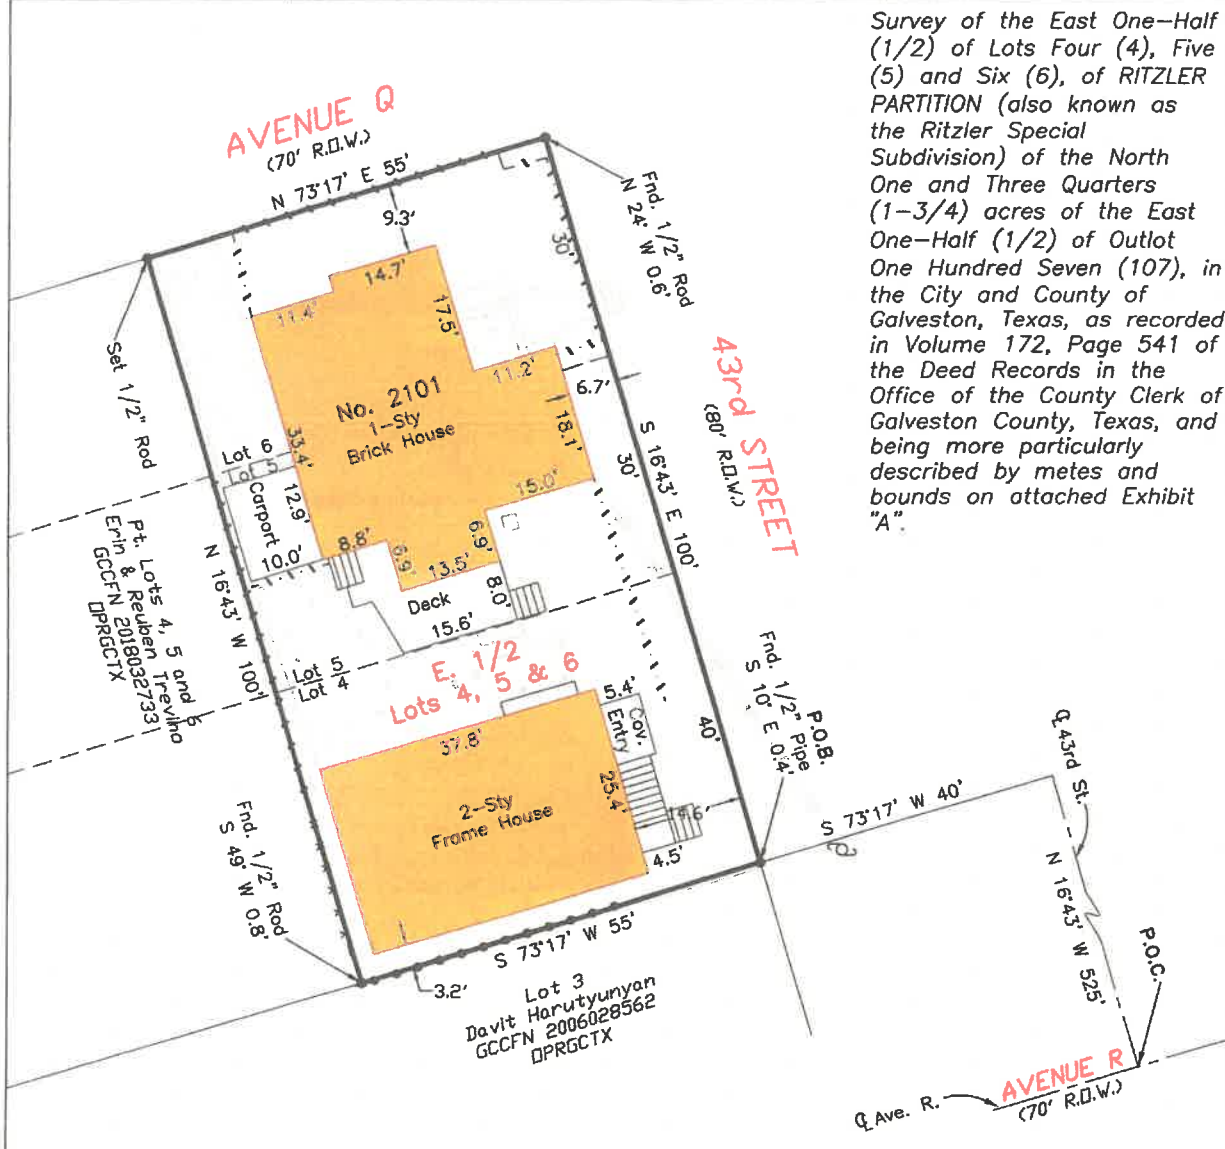 Survey of the East One-Half
(1/2) of Lots Four (4), Five
(5) and Six (6), of RITZLER
PARTITION (also known as
the Ritzler Special
Subdivision) of the North
One and Three Quarters
(1-3/4) acres of the East
One-Half (1/2) of Outlot
One Hundred Seven (107), in
the City and County of
Galveston, Texas, as recorded
in Volume 172, Page 541 of
the Deed Records in the
Office of the County Clerk of
Galveston County, Texas, and
being more particularly
described by metes and
bounds on attached Exhibit
"A".
AVENUE Q
(70' R.O.W.)
N 73°17' E 55'
9.3'
Fnd. 1/2" Rod
N 24° W 0.6'
30'
14.7'
11.4'
17.5'
11.2'
6.7'
43rd STREET
(80' R.O.W.)
Set 1/2" Rod
No. 2101
1-Sty
Brick House
33.4'
18.1'
S 16°43' E 100'
30'
Lot 6
Lot 5
Carport
12.9'
10.0'
15.0'
8.8'
6.9'
13.5'
6.9'
8.0'
Deck
15.6'
N 16°43' W 100'
Pt. Lots 4, 5 and 6
Erin & Reuben Trevino
GCCFN 2018032733
OPRGCTX
Lot 5
Lot 4
E. 1/2
Lots 4, 5 & 6
5.4'
Cov.
Entry
37.8'
25.4'
40'
2-Sty
Frame House
14.6'
4.5'
Fnd. 1/2" Pipe
S 10° E 0.4'
P.O.B.
S 73°17' W 40'
℄ 43rd St.
N 16°43' W 525'
P.O.C.
Fnd. 1/2" Rod
S 49° W 0.8'
S 73°17' W 55'
3.2'
Lot 3
Davit Harutyunyan
GCCFN 2006028562
OPRGCTX
AVENUE R
(70' R.O.W.)
℄ Ave. R.